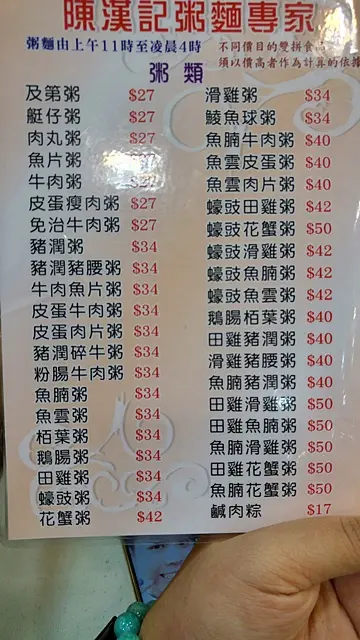 陳漢記粥麵專家
粥麵由上午11時至凌晨4時
不同價目的雙拼食品
須以價高者作為計算的依據
粥類
及第粥 $27
艇仔粥 $27
肉丸粥 $27
魚片粥 $27
牛肉粥 $27
皮蛋瘦肉粥 $27
免治牛肉粥 $27
豬潤粥 $34
豬潤豬腰粥 $34
牛肉魚片粥 $34
皮蛋牛肉粥 $34
皮蛋肉片粥 $34
豬潤碎牛粥 $34
粉腸牛肉粥 $34
魚腩粥 $34
魚雲粥 $34
栢葉粥 $34
鵝腸粥 $34
田雞粥 $34
蠔豉粥 $34
花蟹粥 $42
滑雞粥 $34
鯪魚球粥 $34
魚腩牛肉粥 $40
魚雲皮蛋粥 $40
魚雲肉片粥 $40
蠔豉田雞粥 $42
蠔豉花蟹粥 $50
蠔豉滑雞粥 $42
蠔豉魚腩粥 $42
蠔豉魚雲粥 $42
鵝腸栢葉粥 $40
田雞豬潤粥 $40
滑雞豬腰粥 $40
魚腩豬潤粥 $40
田雞滑雞粥 $50
田雞魚腩粥 $50
魚腩滑雞粥 $50
田雞花蟹粥 $50
魚腩花蟹粥 $50
鹹肉粽 $17